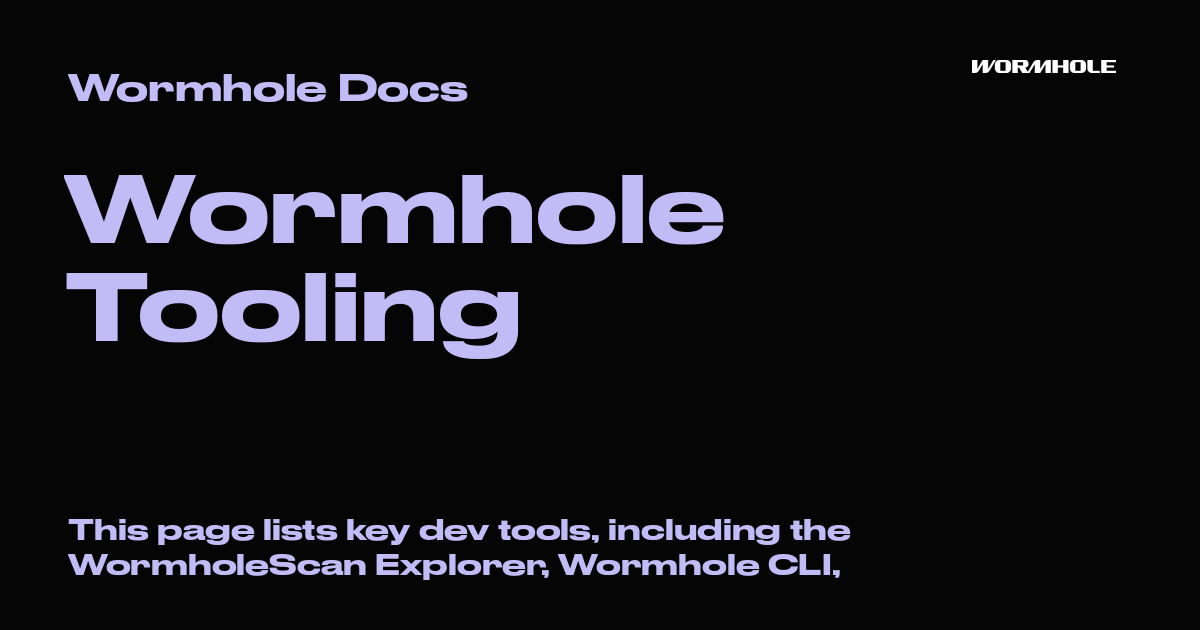 Wormhole Docs
WORMHOLE
Wormhole
Tooling
This page lists key dev tools, including the
WormholeScan Explorer, Wormhole CLI,